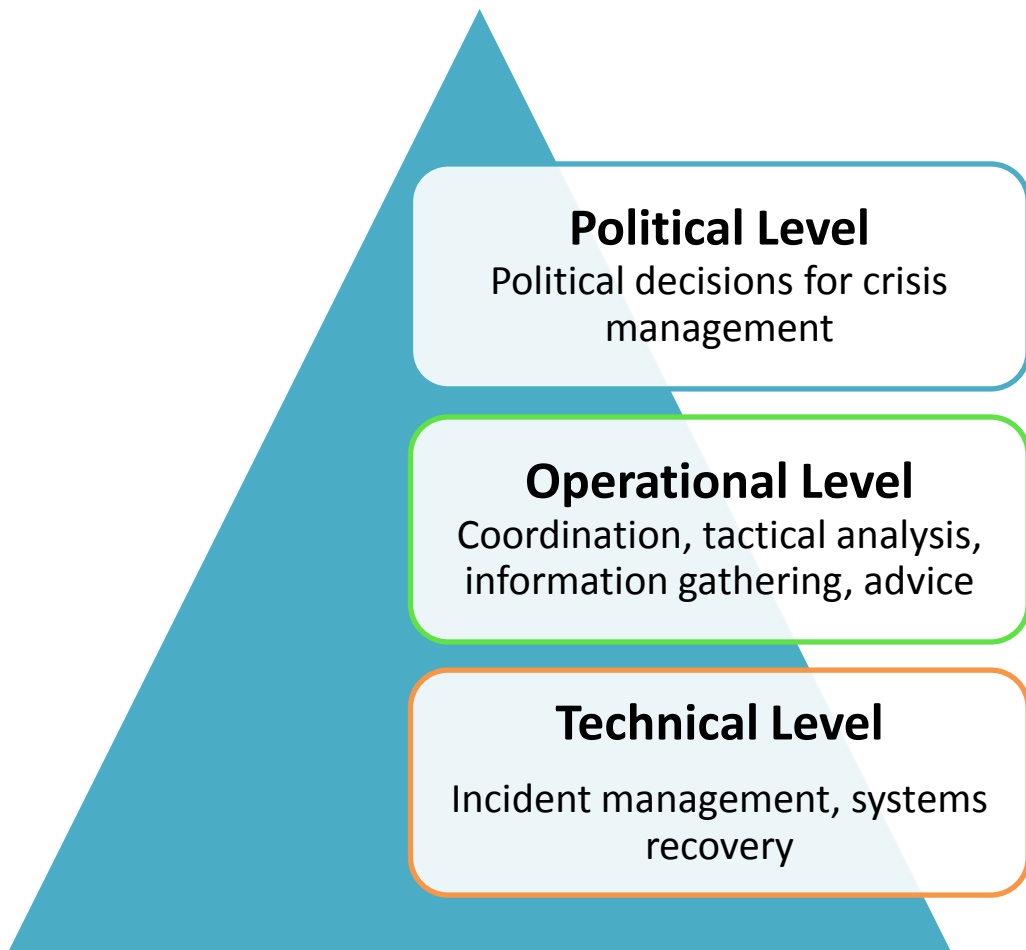 Political Level
Political decisions for crisis
management
Operational Level
Coordination, tactical analysis,
information gathering, advice
Technical Level
Incident management, systems
recovery